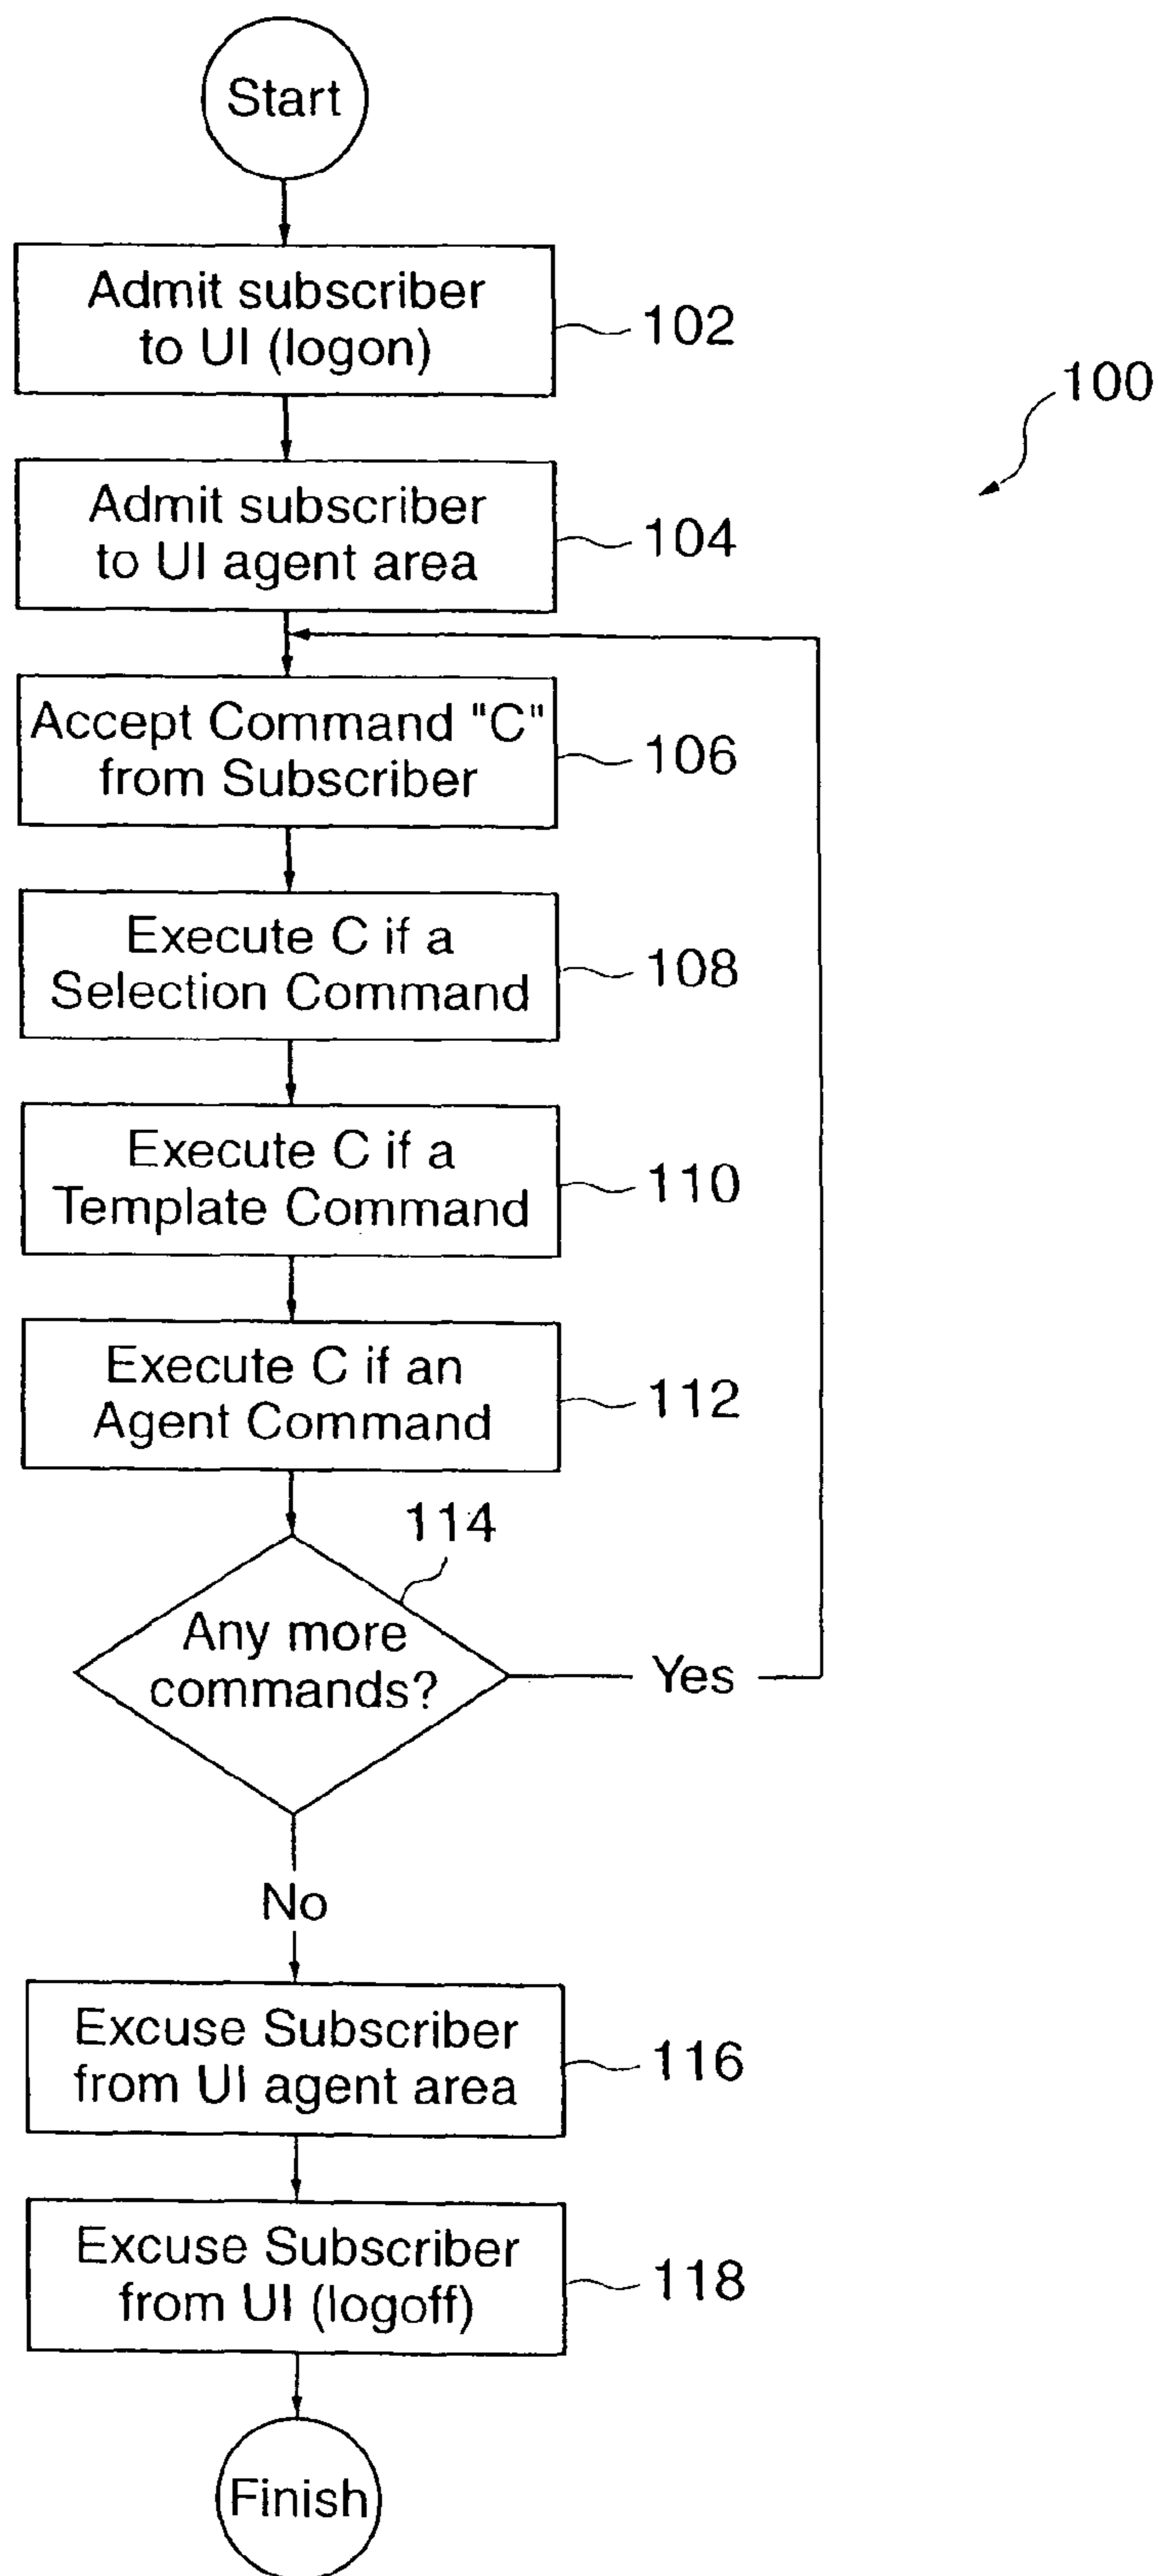 Start
Admit subscriber
to UI (logon)
102
100
Admit subscriber
to UI agent area
104
Accept Command "C"
from Subscriber
106
Execute C if a
Selection Command
108
Execute C if a
Template Command
110
Execute C if an
Agent Command
112
114
Any more
commands?
Yes
No
Excuse Subscriber
from UI agent area
116
Excuse Subscriber
from UI (logoff)
118
Finish